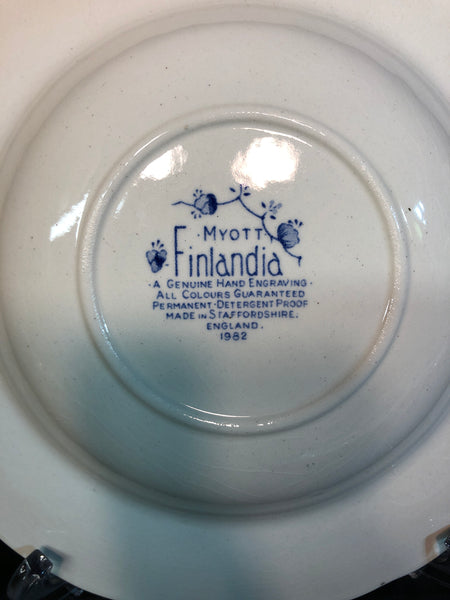 · MYOTT ·
Finlandia
· A GENUINE HAND ENGRAVING ·
ALL COLOURS GUARANTEED
PERMANENT · DETERGENT PROOF
MADE IN STAFFORDSHIRE,
ENGLAND.
1982